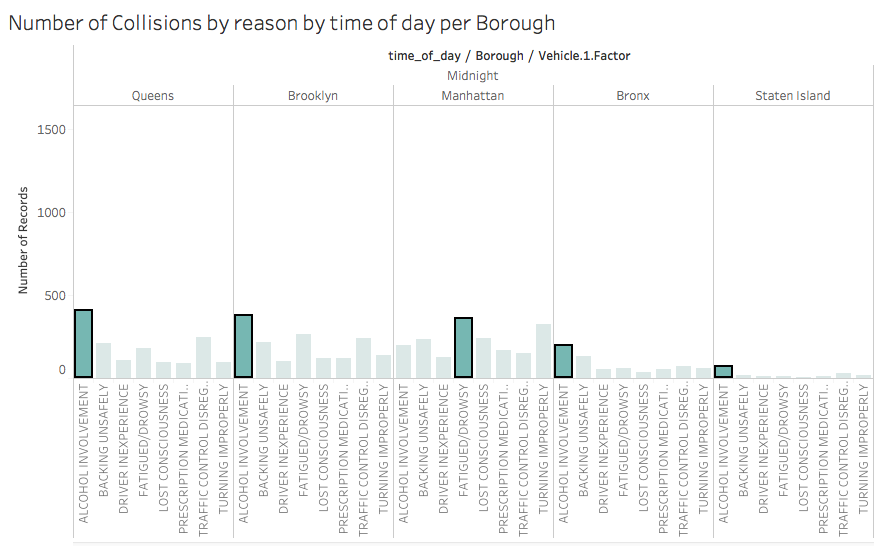 Number of Collisions by reason by time of day per Borough
time_of_day / Borough / Vehicle.1.Factor
Midnight
Queens Brooklyn Manhattan Bronx Staten Island
1500
1000
500
0
Number of Records
ALCOHOL INVOLVEMENT
BACKING UNSAFELY
DRIVER INEXPERIENCE
FATIGUED/DROWSY
LOST CONSCIOUSNESS
PRESCRIPTION MEDICATI..
TRAFFIC CONTROL DISREG..
TURNING IMPROPERLY
ALCOHOL INVOLVEMENT
BACKING UNSAFELY
DRIVER INEXPERIENCE
FATIGUED/DROWSY
LOST CONSCIOUSNESS
PRESCRIPTION MEDICATI..
TRAFFIC CONTROL DISREG..
TURNING IMPROPERLY
ALCOHOL INVOLVEMENT
BACKING UNSAFELY
DRIVER INEXPERIENCE
FATIGUED/DROWSY
LOST CONSCIOUSNESS
PRESCRIPTION MEDICATI..
TRAFFIC CONTROL DISREG..
TURNING IMPROPERLY
ALCOHOL INVOLVEMENT
BACKING UNSAFELY
DRIVER INEXPERIENCE
FATIGUED/DROWSY
LOST CONSCIOUSNESS
PRESCRIPTION MEDICATI..
TRAFFIC CONTROL DISREG..
TURNING IMPROPERLY
ALCOHOL INVOLVEMENT
BACKING UNSAFELY
DRIVER INEXPERIENCE
FATIGUED/DROWSY
LOST CONSCIOUSNESS
PRESCRIPTION MEDICATI..
TRAFFIC CONTROL DISREG..
TURNING IMPROPERLY